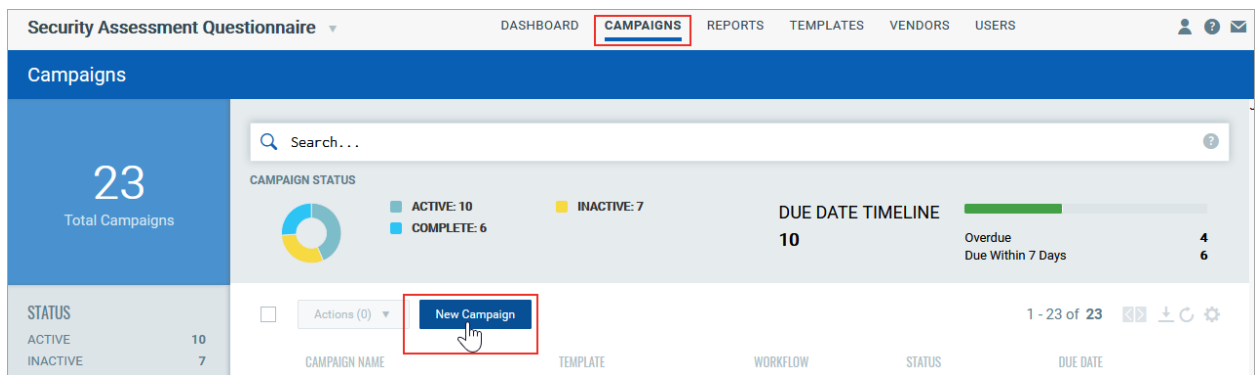 Security Assessment Questionnaire
DASHBOARD CAMPAIGNS REPORTS TEMPLATES VENDORS USERS
Campaigns
23
Total Campaigns
Search...
CAMPAIGN STATUS
ACTIVE: 10
INACTIVE: 7
COMPLETE: 6
DUE DATE TIMELINE
10
Overdue 4
Due Within 7 Days 6
STATUS
ACTIVE 10
INACTIVE 7
Actions (0) New Campaign 1 - 23 of 23
CAMPAIGN NAME TEMPLATE WORKFLOW STATUS DUE DATE